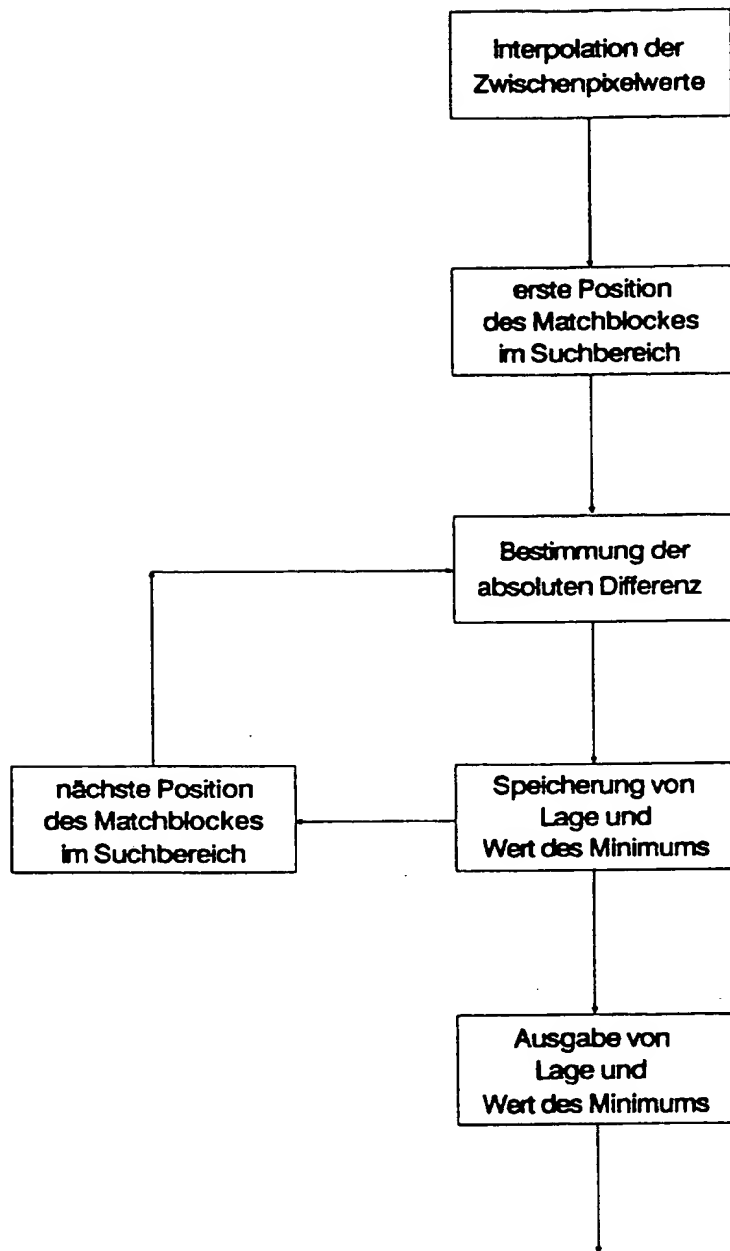 Interpolation der
Zwischenpixelwerte
erste Position
des Matchblockes
im Suchbereich
Bestimmung der
absoluten Differenz
nächste Position
des Matchblockes
im Suchbereich
Speicherung von
Lage und
Wert des Minimums
Ausgabe von
Lage und
Wert des Minimums